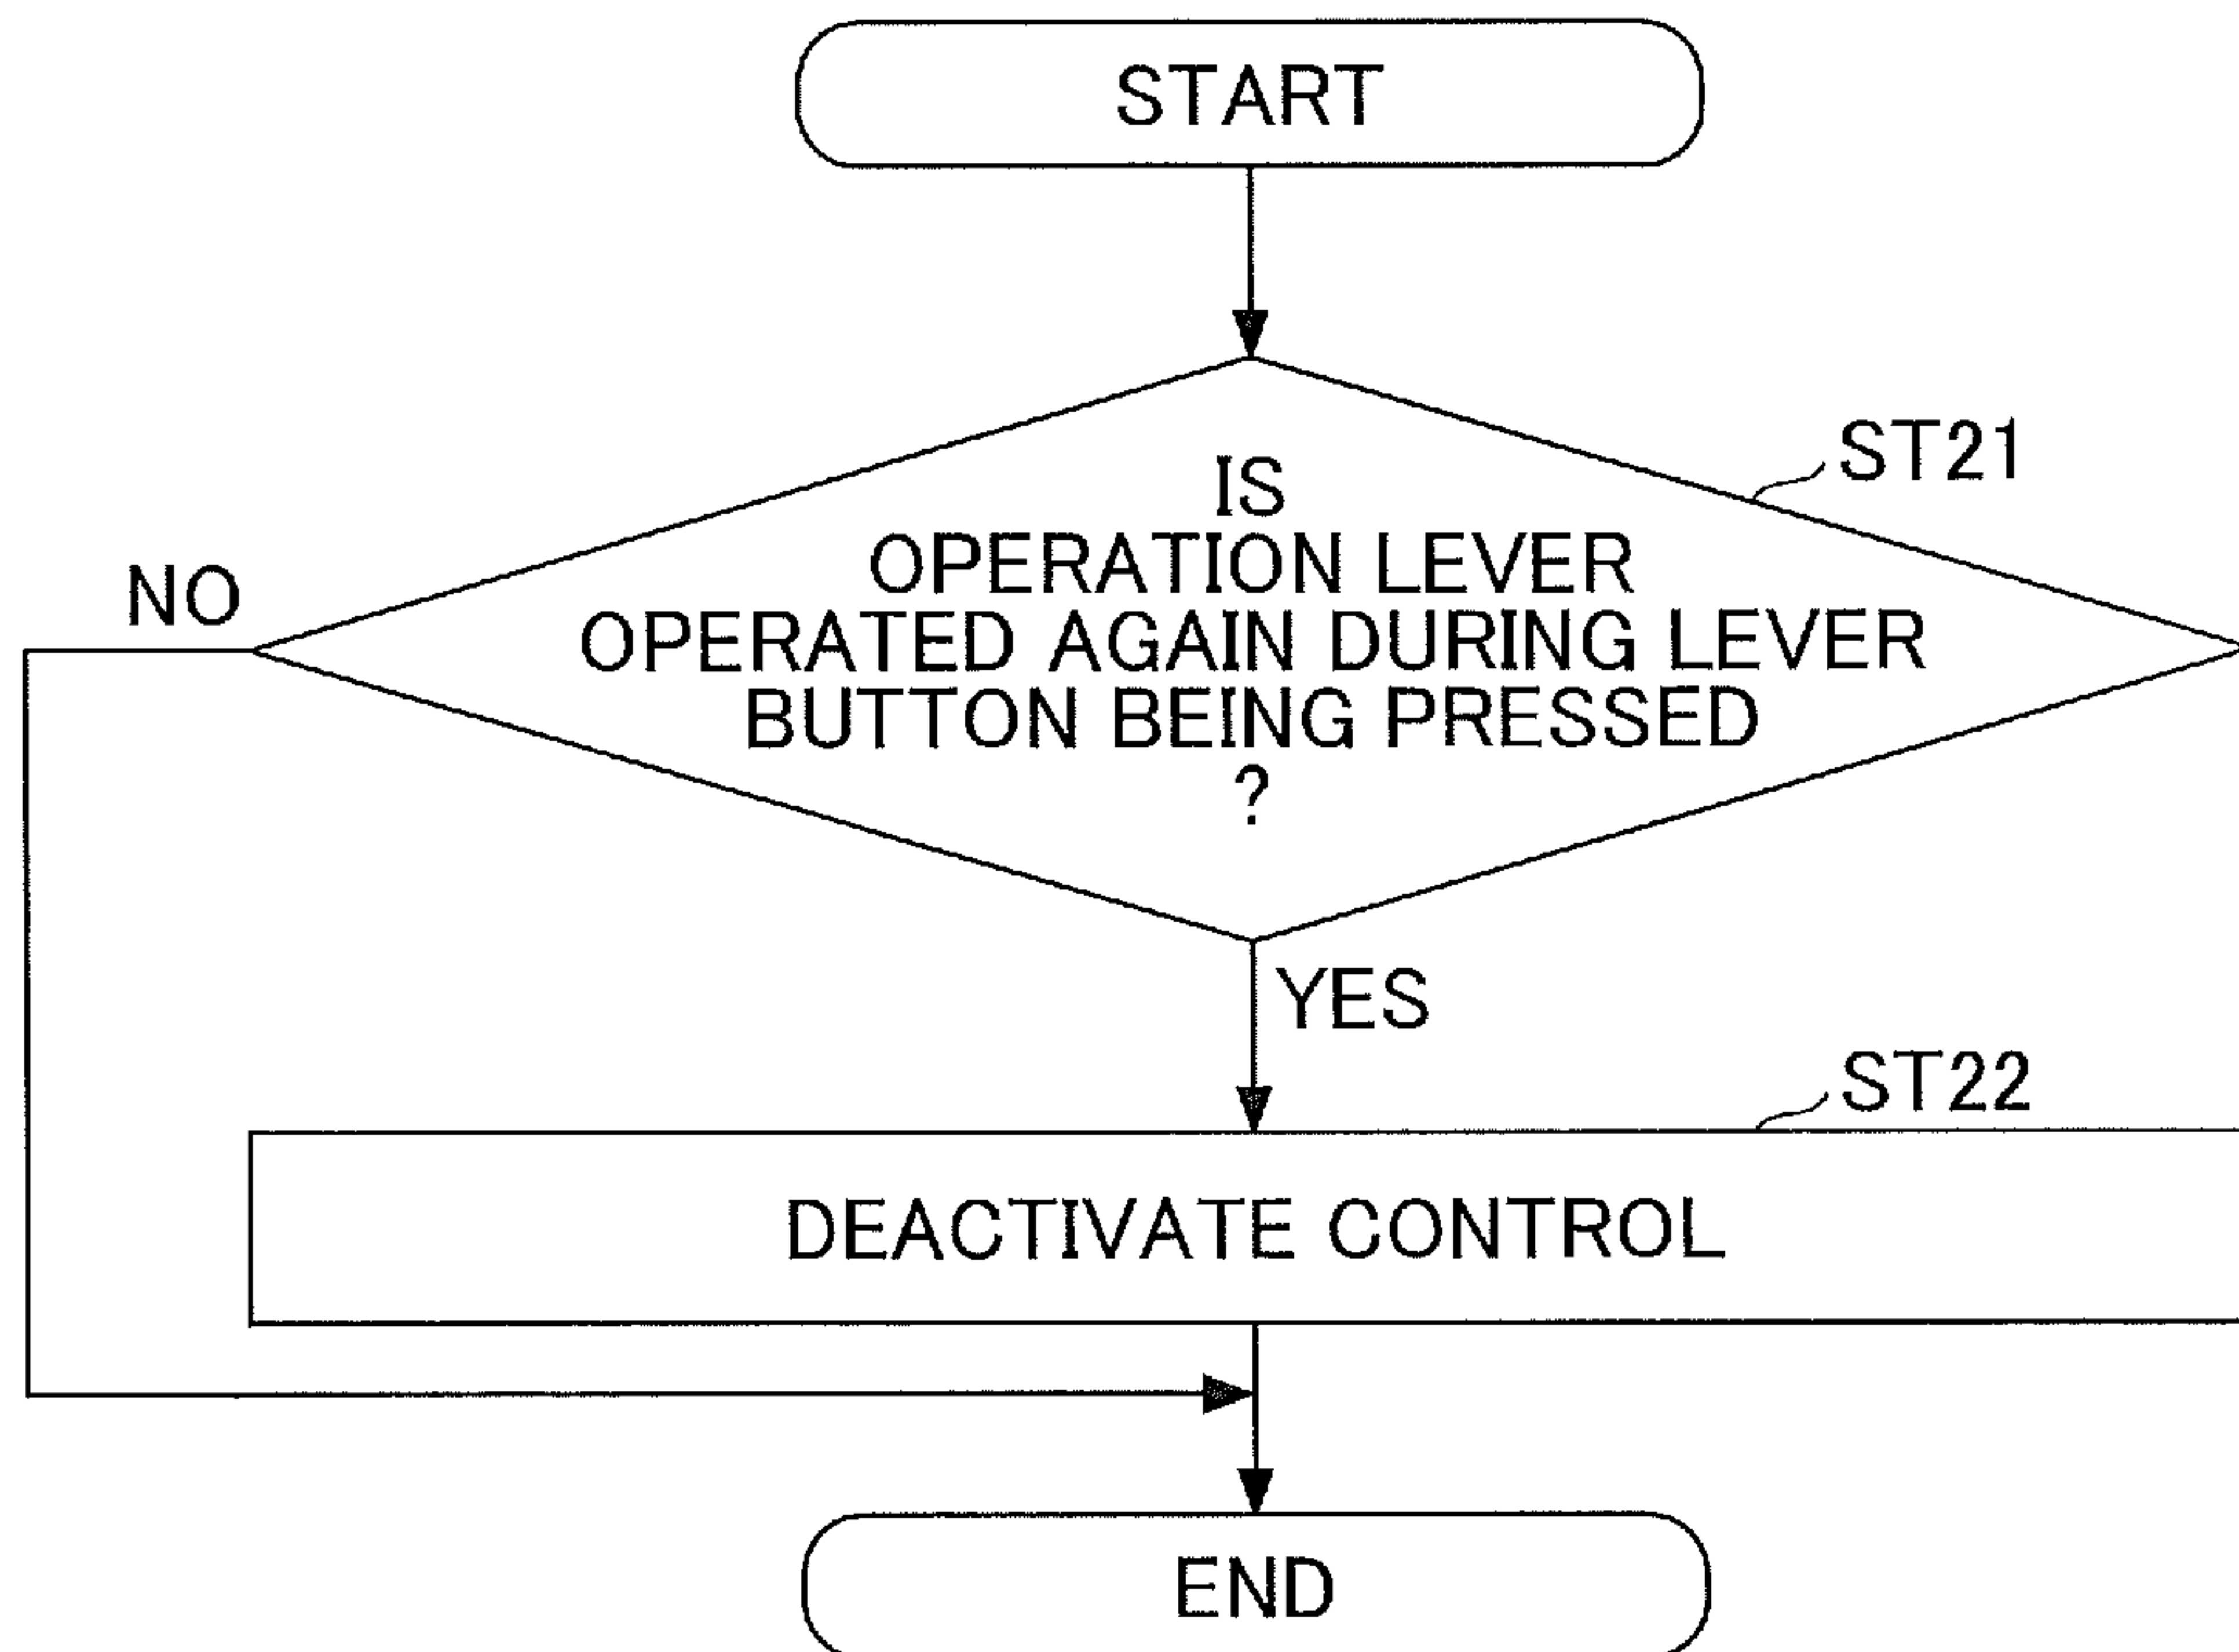 START
ST21
IS
OPERATION LEVER
OPERATED AGAIN DURING LEVER
BUTTON BEING PRESSED
?
NO
YES
ST22
DEACTIVATE CONTROL
END